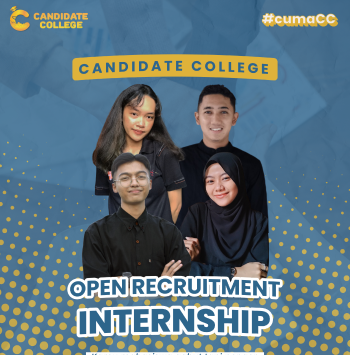 CANDIDATE
COLLEGE
#cumaCC
CANDIDATE COLLEGE
OPEN RECRUITMENT
INTERNSHIP